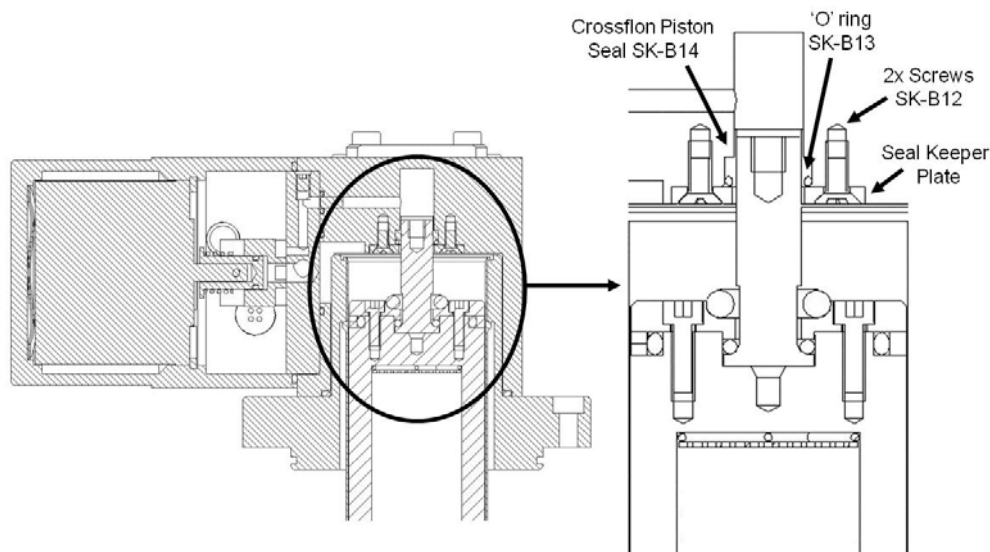 Crossflon Piston
Seal SK-B14
‘O’ ring
SK-B13
2x Screws
SK-B12
Seal Keeper
Plate